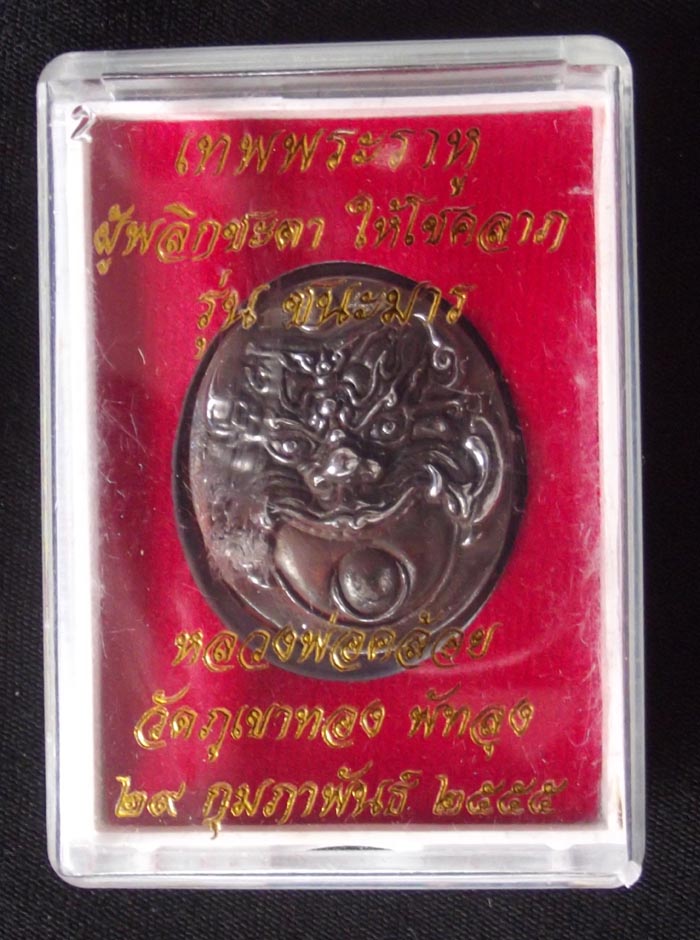 เทพพระราหู
ผู้พลิกชะตา ให้โชคลาภ
รุ่น ชนะมาร
หลวงพ่อคล้อย
วัดภูเขาทอง พัทลุง
๒๙ กุมภาพันธ์ ๒๕๕๕